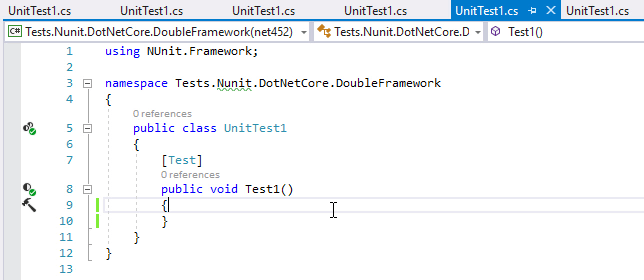 UnitTest1.cs UnitTest1.cs UnitTest1.cs UnitTest1.cs UnitTest1.cs UnitTest1.cs
C# Tests.Nunit.DotNetCore.DoubleFramework(net452) Tests.Nunit.DotNetCore.D Test1()
1 using NUnit.Framework;
2
3 namespace Tests.Nunit.DotNetCore.DoubleFramework
4 {
0 references
5 public class UnitTest1
6 {
7 [Test]
0 references
8 public void Test1()
9 {
10 }
11 }
12 }
13